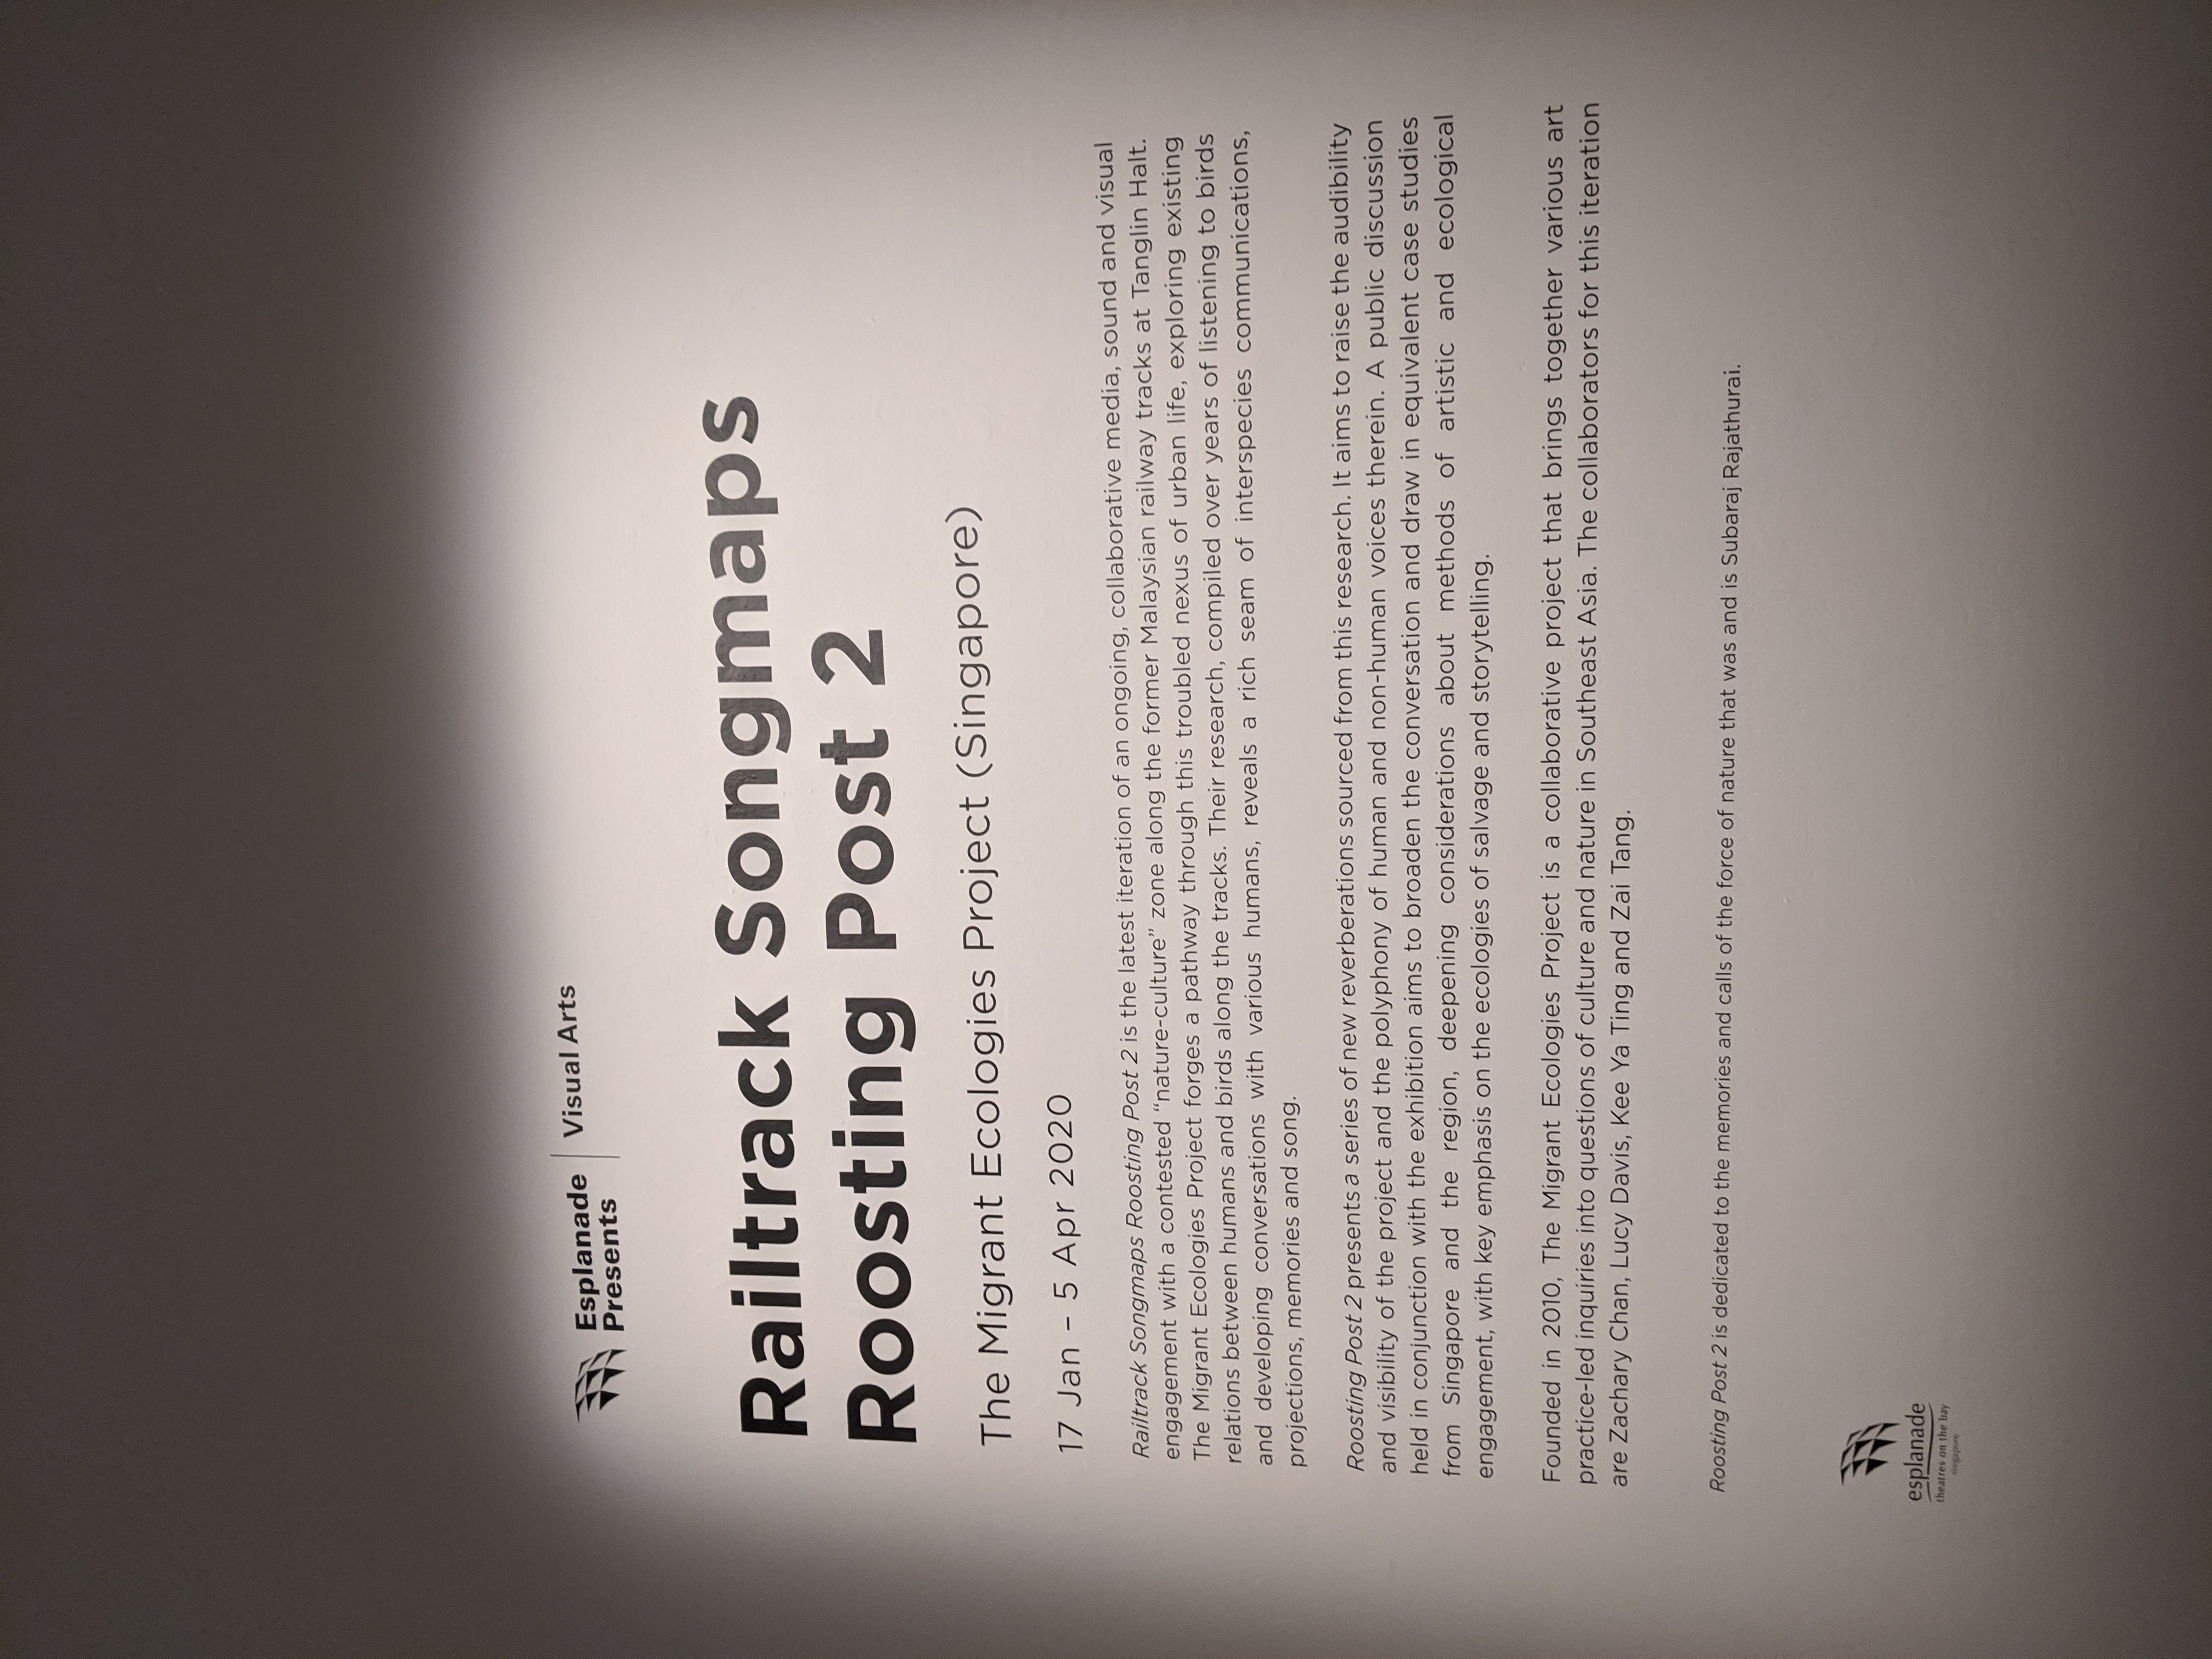 Esplanade
Presents
Visual Arts
Railtrack Songmaps
Roosting Post 2
The Migrant Ecologies Project (Singapore)
17 Jan – 5 Apr 2020
Railtrack Songmaps Roosting Post 2 is the latest iteration of an ongoing, collaborative media, sound and visual
engagement with a contested “nature-culture” zone along the former Malaysian railway tracks at Tanglin Halt.
The Migrant Ecologies Project forges a pathway through this troubled nexus of urban life, exploring existing
relations between humans and birds along the tracks. Their research, compiled over years of listening to birds
and developing conversations with various humans, reveals a rich seam of interspecies communications,
projections, memories and song.
Roosting Post 2 presents a series of new reverberations sourced from this research. It aims to raise the audibility
and visibility of the project and the polyphony of human and non-human voices therein. A public discussion
held in conjunction with the exhibition aims to broaden the conversation and draw in equivalent case studies
from Singapore and the region, deepening considerations about methods of artistic and ecological
engagement, with key emphasis on the ecologies of salvage and storytelling.
Founded in 2010, The Migrant Ecologies Project is a collaborative project that brings together various art
practice-led inquiries into questions of culture and nature in Southeast Asia. The collaborators for this iteration
are Zachary Chan, Lucy Davis, Kee Ya Ting and Zai Tang.
Roosting Post 2 is dedicated to the memories and calls of the force of nature that was and is Subaraj Rajathurai.
esplanade
theatres on the bay
singapore